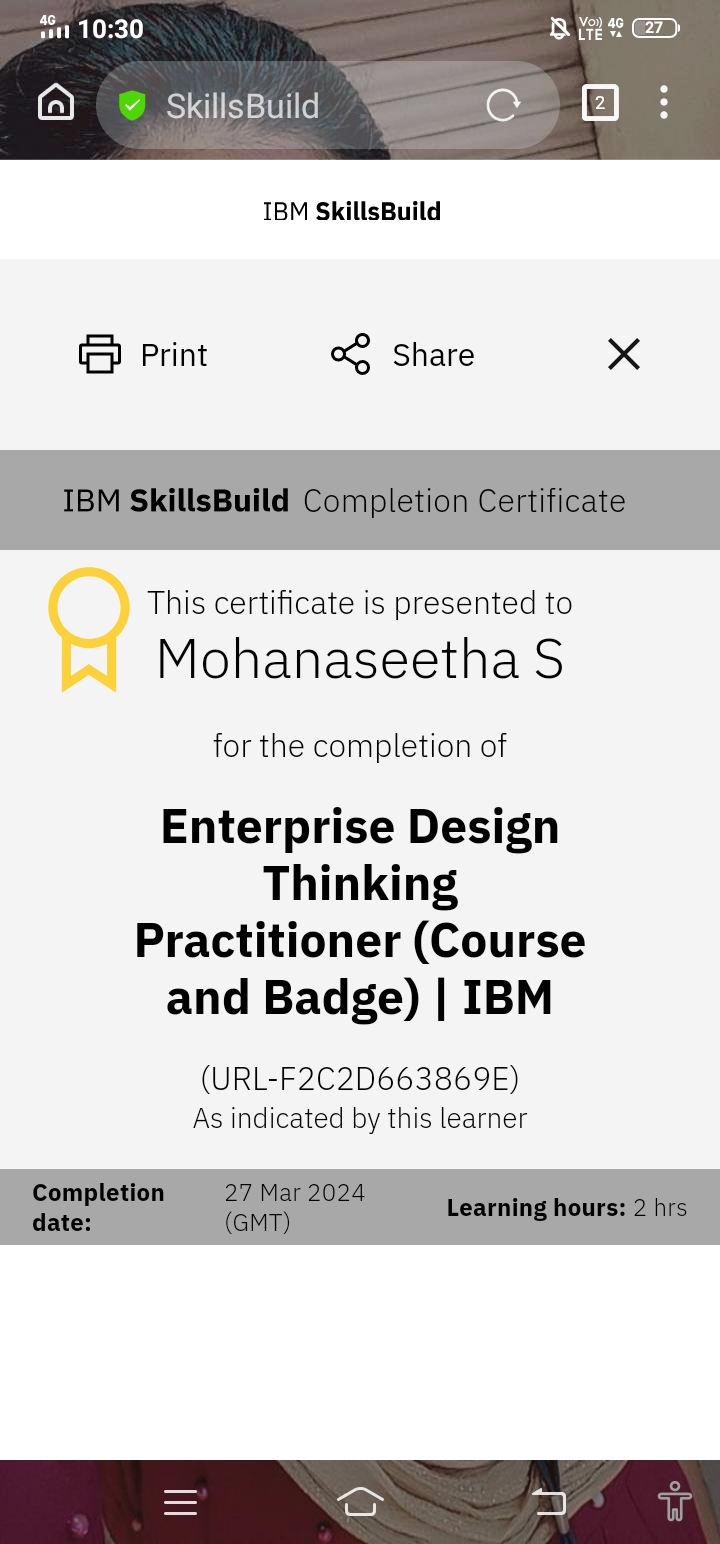 4G 10:30 Vo) LTE 4G 27
SkillsBuild 2
IBM SkillsBuild
Print Share
IBM SkillsBuild Completion Certificate
This certificate is presented to
Mohanaseetha S
for the completion of
Enterprise Design
Thinking
Practitioner (Course
and Badge) | IBM
(URL-F2C2D663869E)
As indicated by this learner
Completion date: 27 Mar 2024 (GMT) Learning hours: 2 hrs